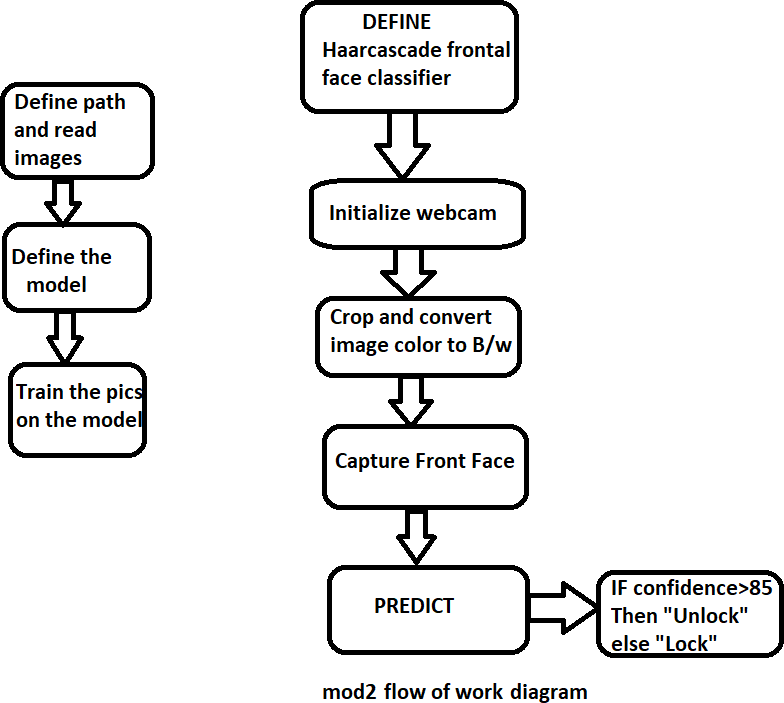 Define path
and read
images
Define the
model
Train the pics
on the model
DEFINE
Haarcascade frontal
face classifier
Initialize webcam
Crop and convert
image color to B/w
Capture Front Face
PREDICT
IF confidence>85
Then "Unlock"
else "Lock"
mod2 flow of work diagram